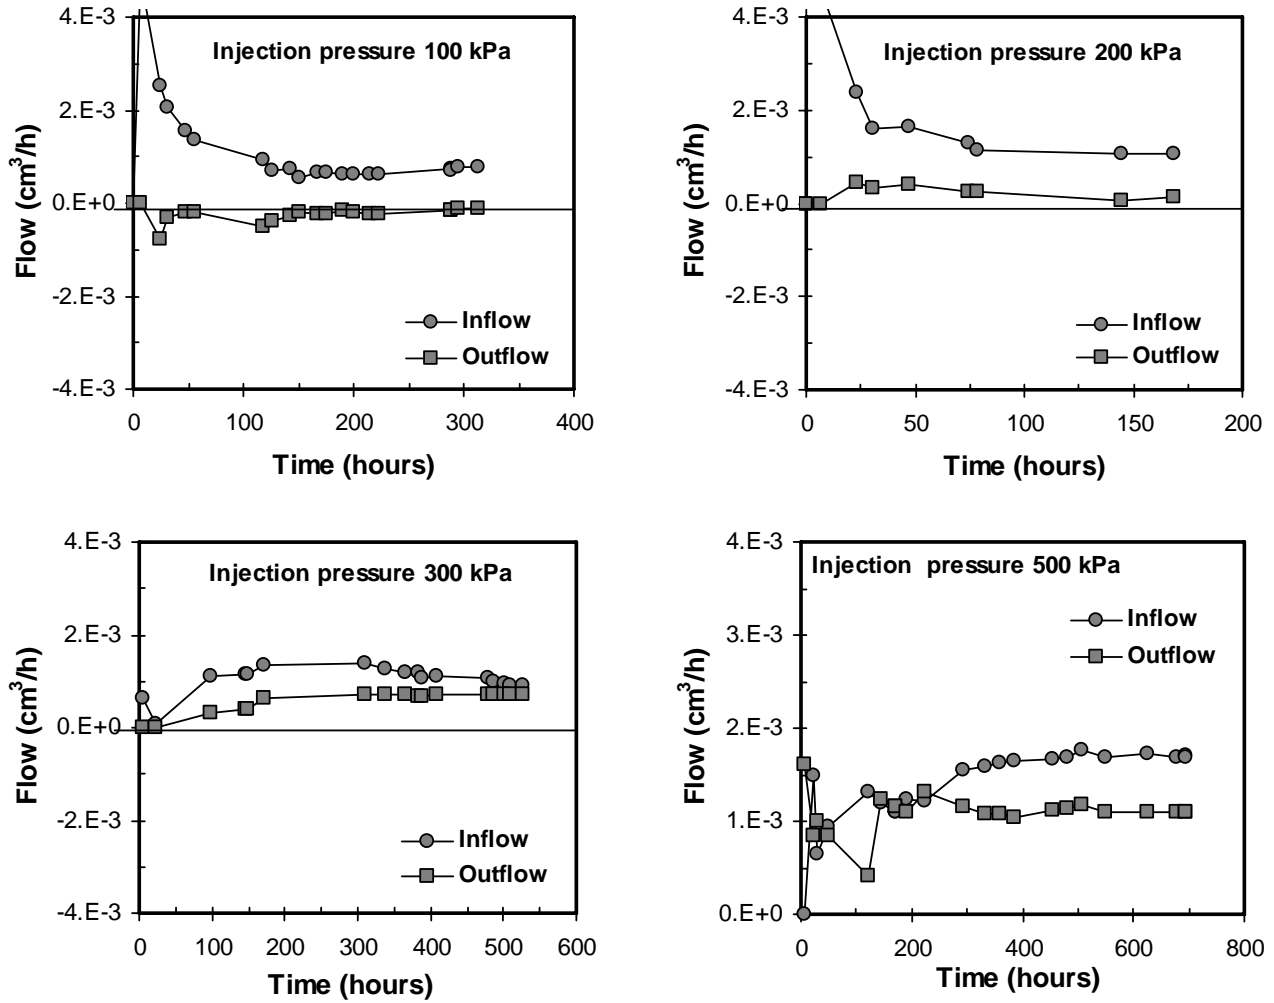 Injection pressure 100 kPa
4.E-3
2.E-3
0.E+0
-2.E-3
-4.E-3
Flow (cm³/h)
Inflow
Outflow
0 100 200 300 400
Time (hours)
Injection pressure 200 kPa
4.E-3
2.E-3
0.E+0
-2.E-3
-4.E-3
Flow (cm³/h)
Inflow
Outflow
0 50 100 150 200
Time (hours)
Injection pressure 300 kPa
4.E-3
2.E-3
0.E+0
-2.E-3
-4.E-3
Flow (cm³/h)
Inflow
Outflow
0 100 200 300 400 500 600
Time (hours)
Injection pressure 500 kPa
4.E-3
3.E-3
2.E-3
1.E-3
0.E+0
Flow (cm³/h)
Inflow
Outflow
0 200 400 600 800
Time (hours)